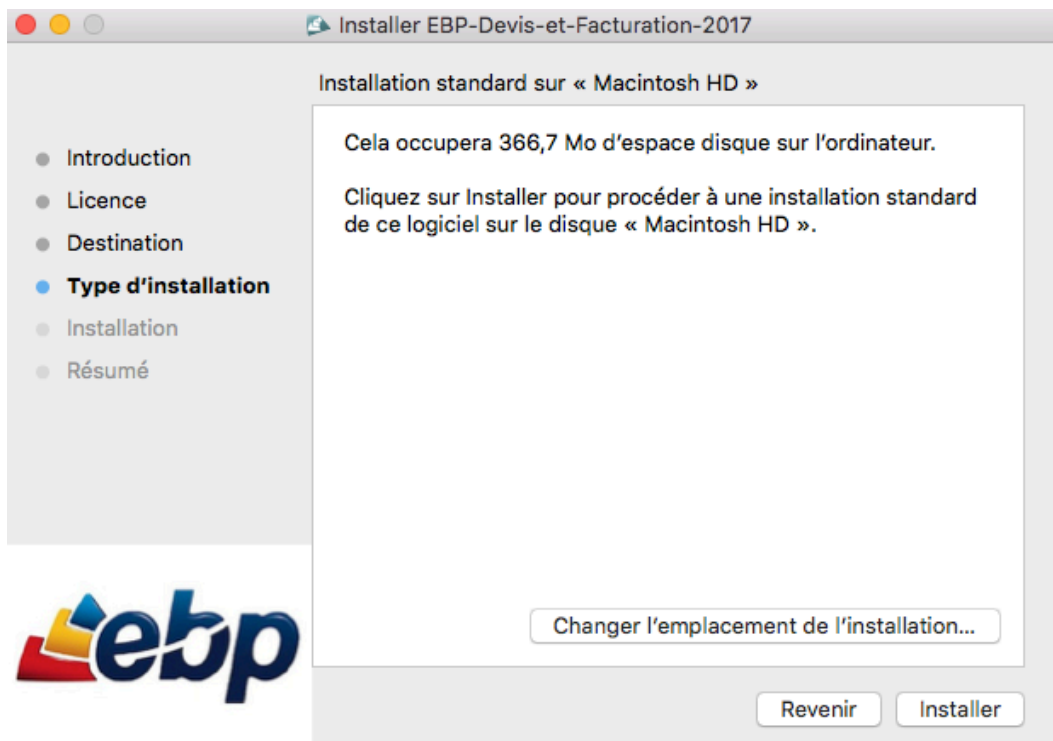 Installer EBP-Devis-et-Facturation-2017
Installation standard sur « Macintosh HD »
Introduction
Licence
Destination
Type d’installation
Installation
Résumé
Cela occupera 366,7 Mo d’espace disque sur l’ordinateur.
Cliquez sur Installer pour procéder à une installation standard
de ce logiciel sur le disque « Macintosh HD ».
ebp
Changer l’emplacement de l’installation...
Revenir
Installer